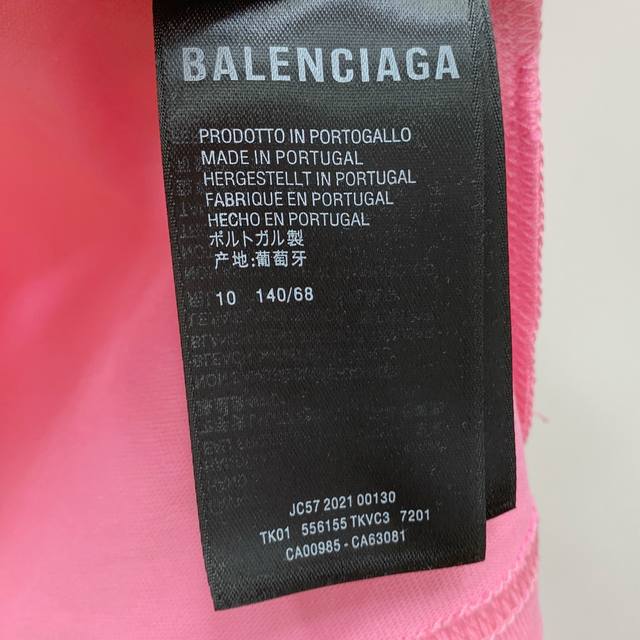 BALENCIAGA
PRODOTTO IN PORTOGALLO
MADE IN PORTUGAL
HERGESTELLT IN PORTUGAL
FABRIQUE EN PORTUGAL
HECHO EN PORTUGAL
ポルトガル製
产地:葡萄牙
10 140/68
JC57 2021 00130
TK01 556155 TKVC3 7201
CA00985 - CA63081